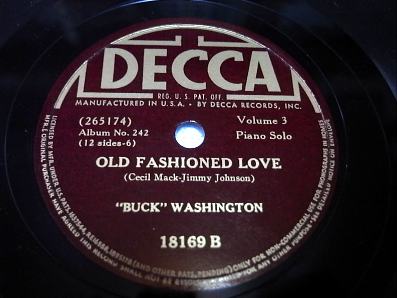 DECCA
REG. U. S. PAT. OFF.
MANUFACTURED IN U.S.A. • BY DECCA RECORDS, INC.
(265174)
Album No. 242
(12 sides-6)
Volume 3
Piano Solo
OLD FASHIONED LOVE
(Cecil Mack-Jimmy Johnson)
"BUCK" WASHINGTON
18169 B